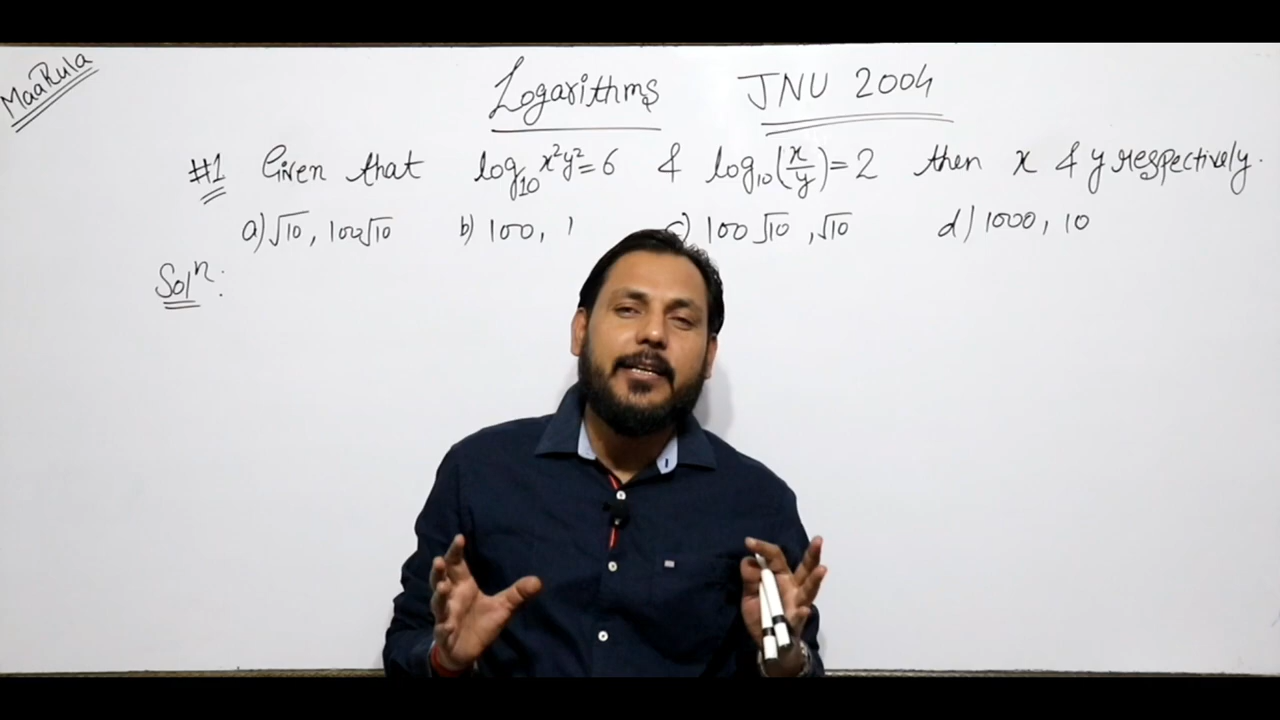 MaaRula
Logarithms JNU 2004
#1 Given that log₁₀ x²y² = 6 & log₁₀(x/y) = 2 then x & y respectively.
a) √10, 100√10 b) 100, 1 c) 100√10, √10 d) 1000, 10
Solⁿ: